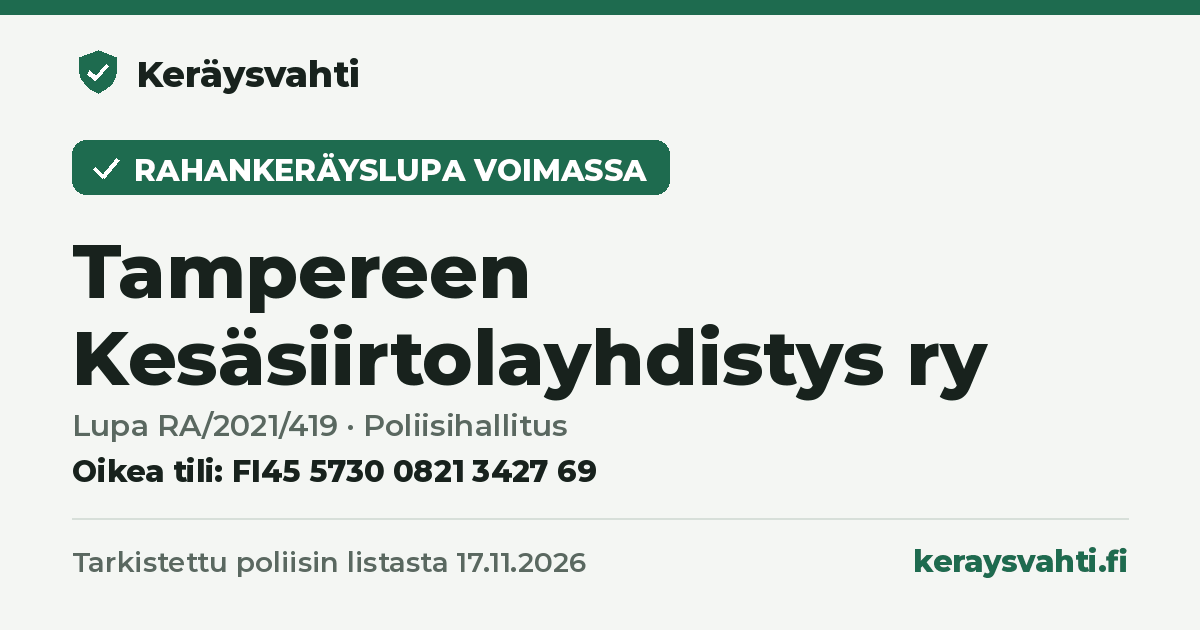 Keräysvahti
RAHANKERÄYSLUPA VOIMASSA
Tampereen
Kesäsiirtolayhdistys ry
Lupa RA/2021/419 · Poliisihallitus
Oikea tili: FI45 5730 0821 3427 69
Tarkistettu poliisin listasta 17.11.2026
keraysvahti.fi